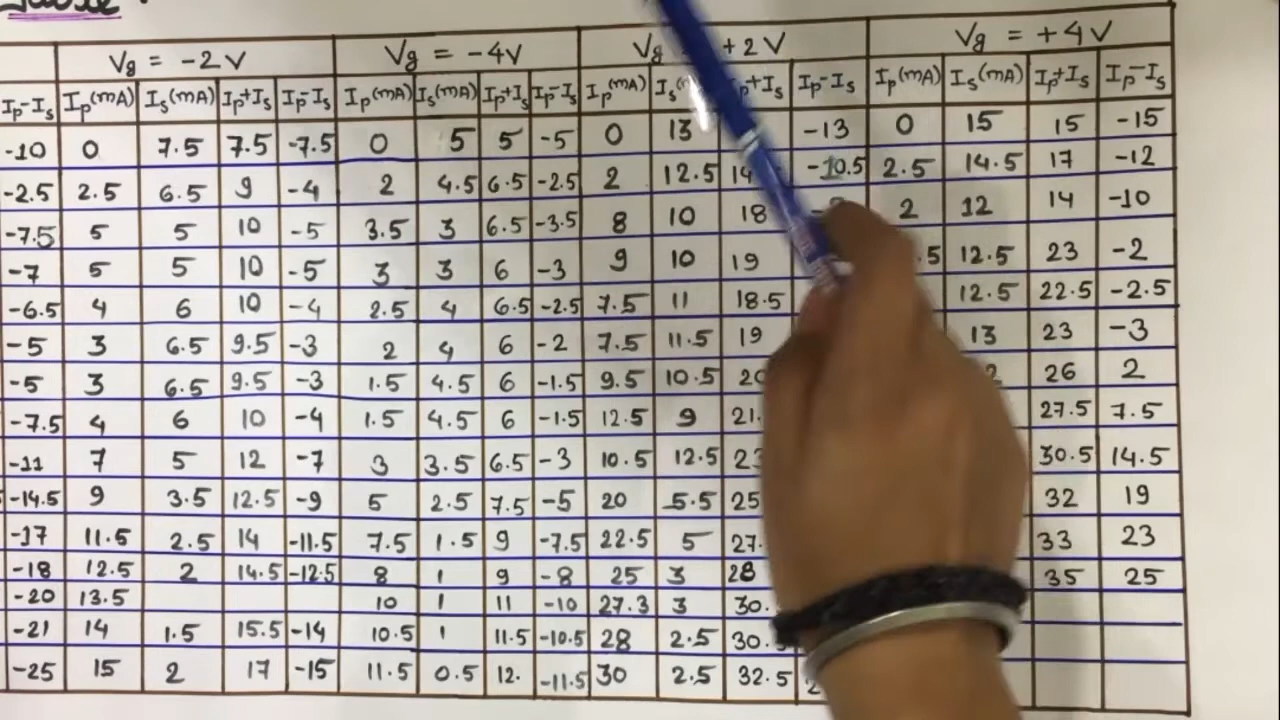 Vg = -2V Vg = -4V Vg + 2V Vg = +4V
Ip-Is Ip(mA) Is(mA) Ip+Is Ip-Is Ip(mA) Is(mA) Ip+Is Ip-Is Ip(mA) Ip+Is Ip-Is Ip(mA) Is(mA) Ip+Is Ip-Is
-10 0 7.5 7.5 -7.5 0 5 5 -5 0 13 -13 0 15 15 -15
-2.5 2.5 6.5 9 -4 2 4.5 6.5 -2.5 2 12.5 -10.5 2.5 14.5 17 -12
-7.5 5 5 10 -5 3.5 3 6.5 -3.5 8 10 18 2 12 14 -10
-7 5 5 10 -5 3 3 6 -3 9 10 19 12.5 23 -2
-6.5 4 6 10 -4 2.5 4 6.5 -2.5 7.5 11 18.5 12.5 22.5 -2.5
-5 3 6.5 9.5 -3 2 4 6 -2 7.5 11.5 19 13 23 -3
-5 3 6.5 9.5 -3 1.5 4.5 6 -1.5 9.5 10.5 26 2
-7.5 4 6 10 -4 1.5 4.5 6 -1.5 12.5 9 27.5 7.5
-11 7 5 12 -7 3 3.5 6.5 -3 10.5 12.5 30.5 14.5
-14.5 9 3.5 12.5 -9 5 2.5 7.5 -5 20 5.5 32 19
-17 11.5 2.5 14 -11.5 7.5 1.5 9 -7.5 22.5 5 33 23
-18 12.5 2 14.5 -12.5 8 1 9 -8 25 3 28 35 25
-20 13.5 10 1 11 -10 27.3 3 30.
-21 14 1.5 15.5 -14 10.5 1 11.5 -10.5 28 2.5 30.
-25 15 2 17 -15 11.5 0.5 12. -11.5 30 2.5 32.5